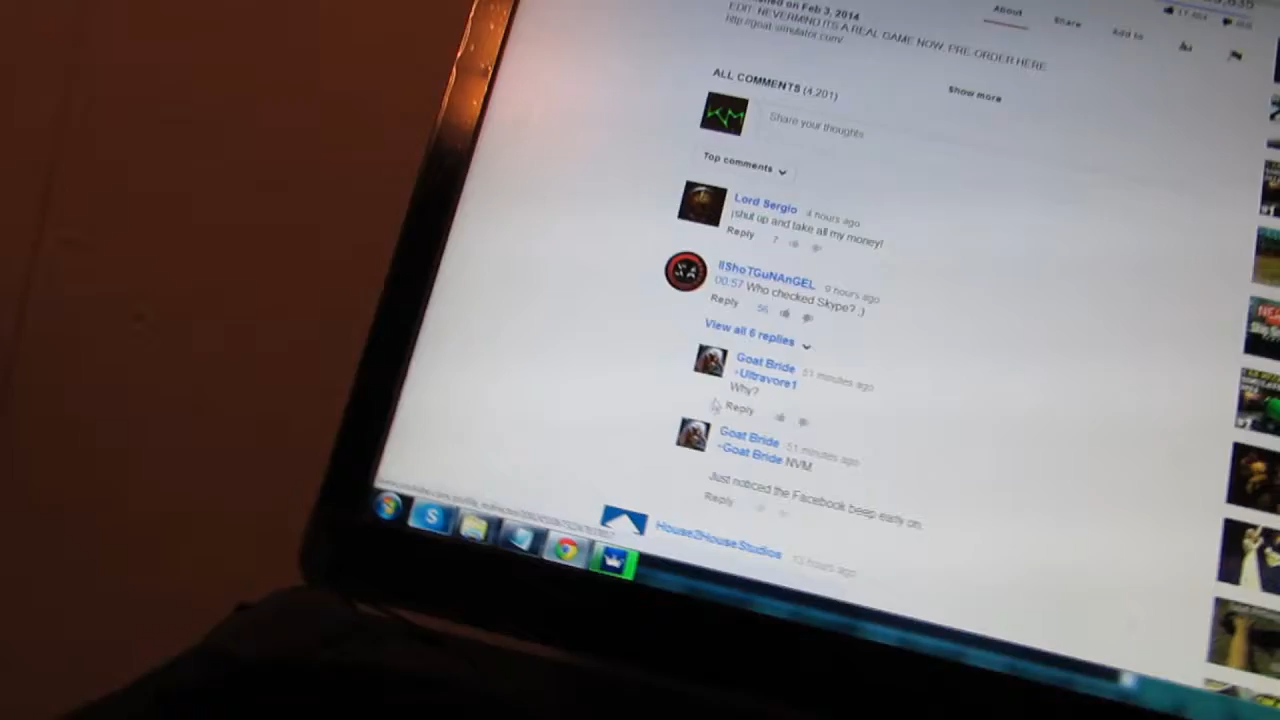 on Feb 3, 2014
EDIT: NEVERMIND ITS A REAL GAME NOW. PRE ORDER HERE
http://goat-simulator.com/
About
Share
Add to
Show more
ALL COMMENTS (4,201)
KM
Share your thoughts
Top comments
Lord Sergio 4 hours ago
¡shut up and take all my money!
Reply 7
IIShoTGuNAnGEL 9 hours ago
00:57 Who checked Skype? :)
Reply 56
View all 6 replies
Goat Bride 51 minutes ago
+Ultravore1
Why?
Reply
Goat Bride 51 minutes ago
+Goat Bride NVM
Just noticed the Facebook beep early on.
Reply
House2HouseStudios 13 hours ago